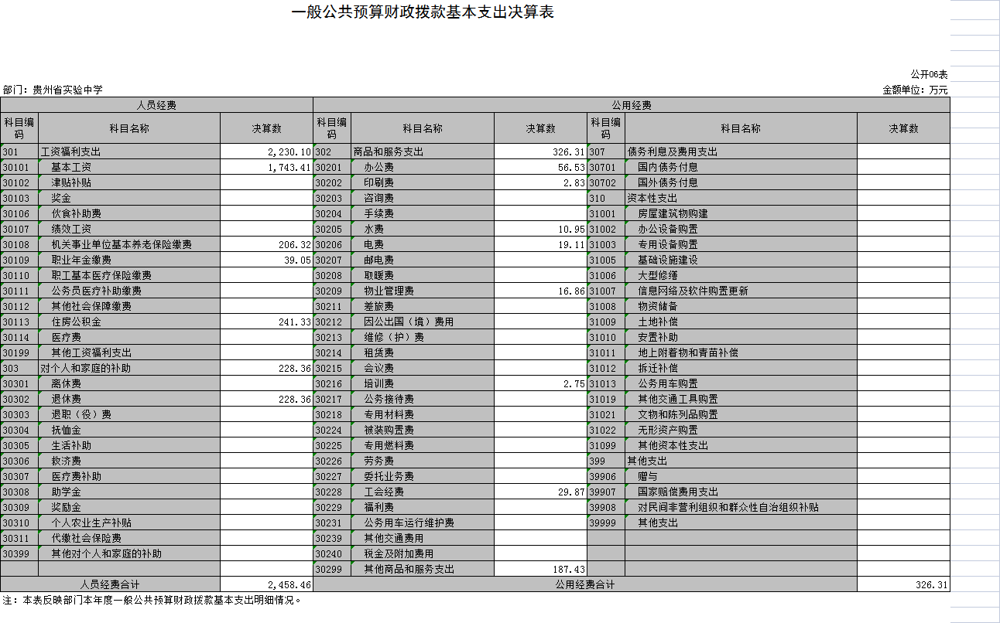 一般公共预算财政拨款基本支出决算表
公开06表
部门：贵州省实验中学 金额单位：万元
人员经费 公用经费
科目编码 科目名称 决算数 科目编码 科目名称 决算数 科目编码 科目名称 决算数
301 工资福利支出 2,230.10 302 商品和服务支出 326.31 307 债务利息及费用支出
30101 基本工资 1,743.41 30201 办公费 56.53 30701 国内债务付息
30102 津贴补贴 30202 印刷费 2.83 30702 国外债务付息
30103 奖金 30203 咨询费 310 资本性支出
30106 伙食补助费 30204 手续费 31001 房屋建筑物购建
30107 绩效工资 30205 水费 10.95 31002 办公设备购置
30108 机关事业单位基本养老保险缴费 206.32 30206 电费 19.11 31003 专用设备购置
30109 职业年金缴费 39.05 30207 邮电费 31005 基础设施建设
30110 职工基本医疗保险缴费 30208 取暖费 31006 大型修缮
30111 公务员医疗补助缴费 30209 物业管理费 16.86 31007 信息网络及软件购置更新
30112 其他社会保障缴费 30211 差旅费 31008 物资储备
30113 住房公积金 241.33 30212 因公出国（境）费用 31009 土地补偿
30114 医疗费 30213 维修（护）费 31010 安置补助
30199 其他工资福利支出 30214 租赁费 31011 地上附着物和青苗补偿
303 对个人和家庭的补助 228.36 30215 会议费 31012 拆迁补偿
30301 离休费 30216 培训费 2.75 31013 公务用车购置
30302 退休费 228.36 30217 公务接待费 31019 其他交通工具购置
30303 退职（役）费 30218 专用材料费 31021 文物和陈列品购置
30304 抚恤金 30224 被装购置费 31022 无形资产购置
30305 生活补助 30225 专用燃料费 31099 其他资本性支出
30306 救济费 30226 劳务费 399 其他支出
30307 医疗费补助 30227 委托业务费 39906 赠与
30308 助学金 30228 工会经费 29.87 39907 国家赔偿费用支出
30309 奖励金 30229 福利费 39908 对民间非营利组织和群众性自治组织补贴
30310 个人农业生产补贴 30231 公务用车运行维护费 39999 其他支出
30311 代缴社会保险费 30239 其他交通费用
30399 其他对个人和家庭的补助 30240 税金及附加费用
30299 其他商品和服务支出 187.43
人员经费合计 2,458.46 公用经费合计 326.31
注：本表反映部门本年度一般公共预算财政拨款基本支出明细情况。